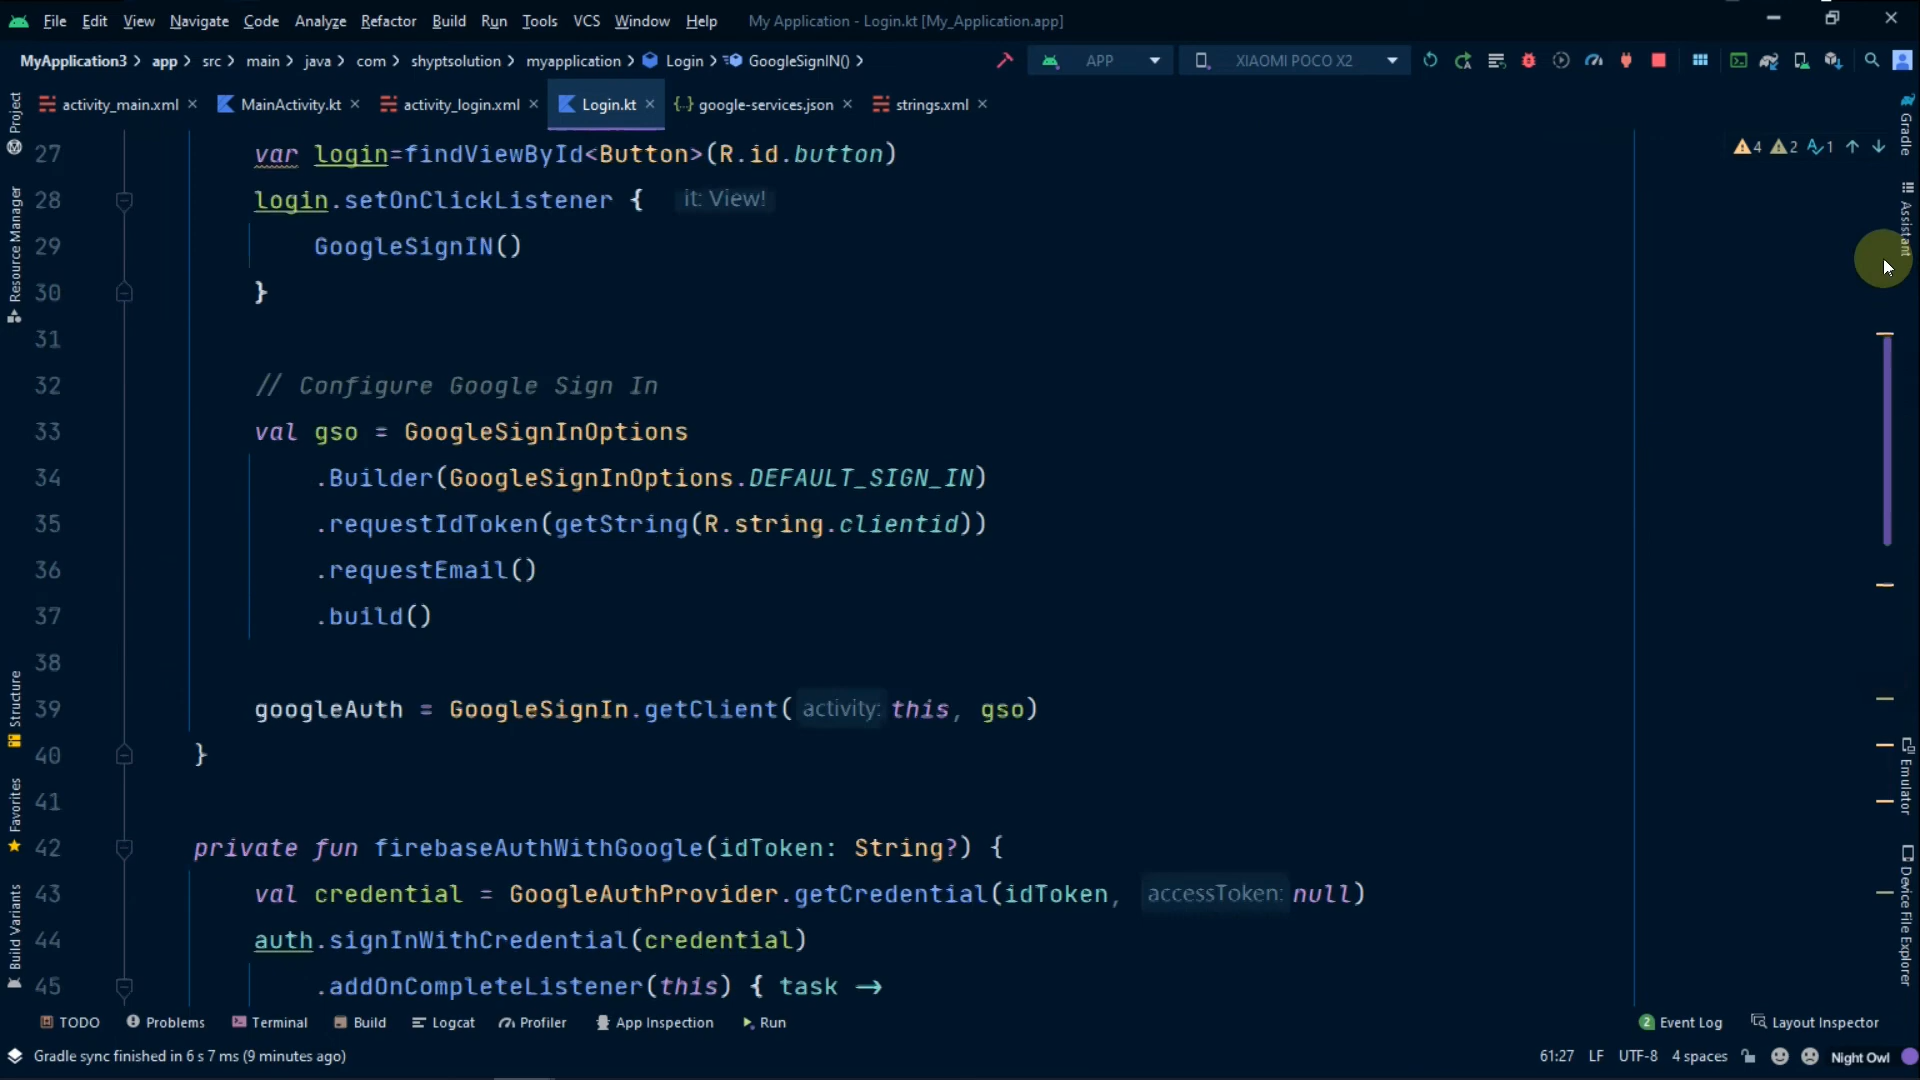 File Edit View Navigate Code Analyze Refactor Build Run Tools VCS Window Help My Application - Login.kt [My_Application.app]
MyApplication3 app src main java com shyptsolution myapplication Login GoogleSignIN() APP XIAOMI POCO X2
activity_main.xml MainActivity.kt activity_login.xml Login.kt google-services.json strings.xml
Project
Resource Manager
Structure
Favorites
Build Variants
4 2 1
27 var login=findViewById<Button>(R.id.button)
28 login.setOnClickListener { it: View!
29 GoogleSignIN()
30 }
31
32 // Configure Google Sign In
33 val gso = GoogleSignInOptions
34 .Builder(GoogleSignInOptions.DEFAULT_SIGN_IN)
35 .requestIdToken(getString(R.string.clientid))
36 .requestEmail()
37 .build()
38
39 googleAuth = GoogleSignIn.getClient( activity: this, gso)
40 }
41
42 private fun firebaseAuthWithGoogle(idToken: String?) {
43 val credential = GoogleAuthProvider.getCredential(idToken, accessToken: null)
44 auth.signInWithCredential(credential)
45 .addOnCompleteListener(this) { task →
Gradle
Assistant
Emulator
Device File Explorer
TODO Problems Terminal Build Logcat Profiler App Inspection Run 2 Event Log Layout Inspector
Gradle sync finished in 6 s 7 ms (9 minutes ago) 61:27 LF UTF-8 4 spaces Night Owl